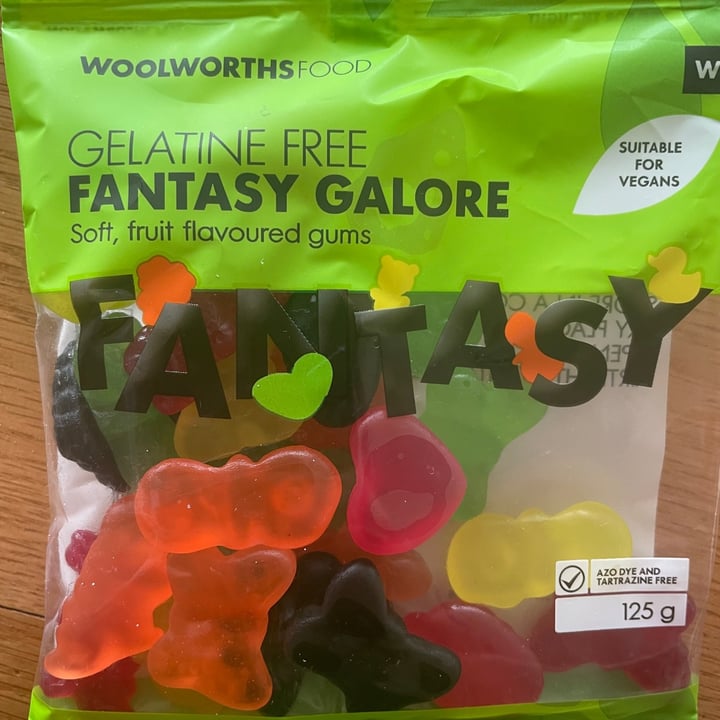 WOOLWORTHSFOOD
W
GELATINE FREE
FANTASY GALORE
Soft, fruit flavoured gums
SUITABLE
FOR
VEGANS
FANTASY
AZO DYE AND
TARTRAZINE FREE
125 g